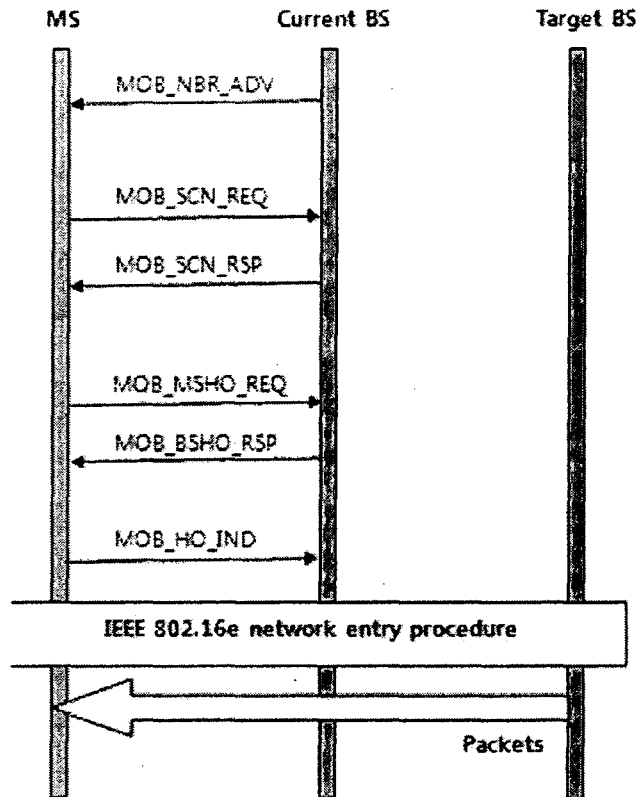 MS Current BS Target BS
MOB_NBR_ADV
MOB_SCN_REQ
MOB_SCN_RSP
MOB_MSHO_REQ
MOB_BSHO_RSP
MOB_HO_IND
IEEE 802.16e network entry procedure
Packets